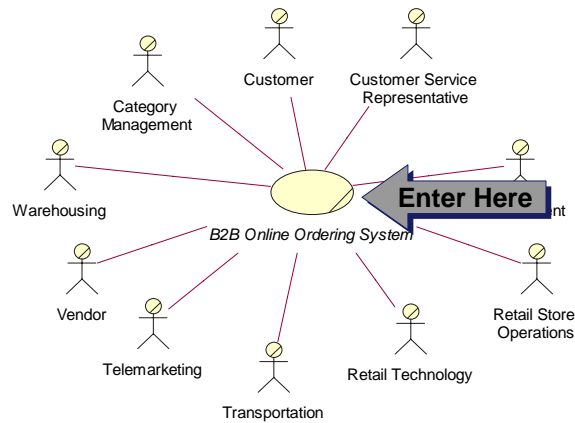 Customer
Customer Service
Representative
Category
Management
Enter Here
Warehousing
B2B Online Ordering System
Vendor
Retail Store
Operations
Telemarketing
Retail Technology
Transportation